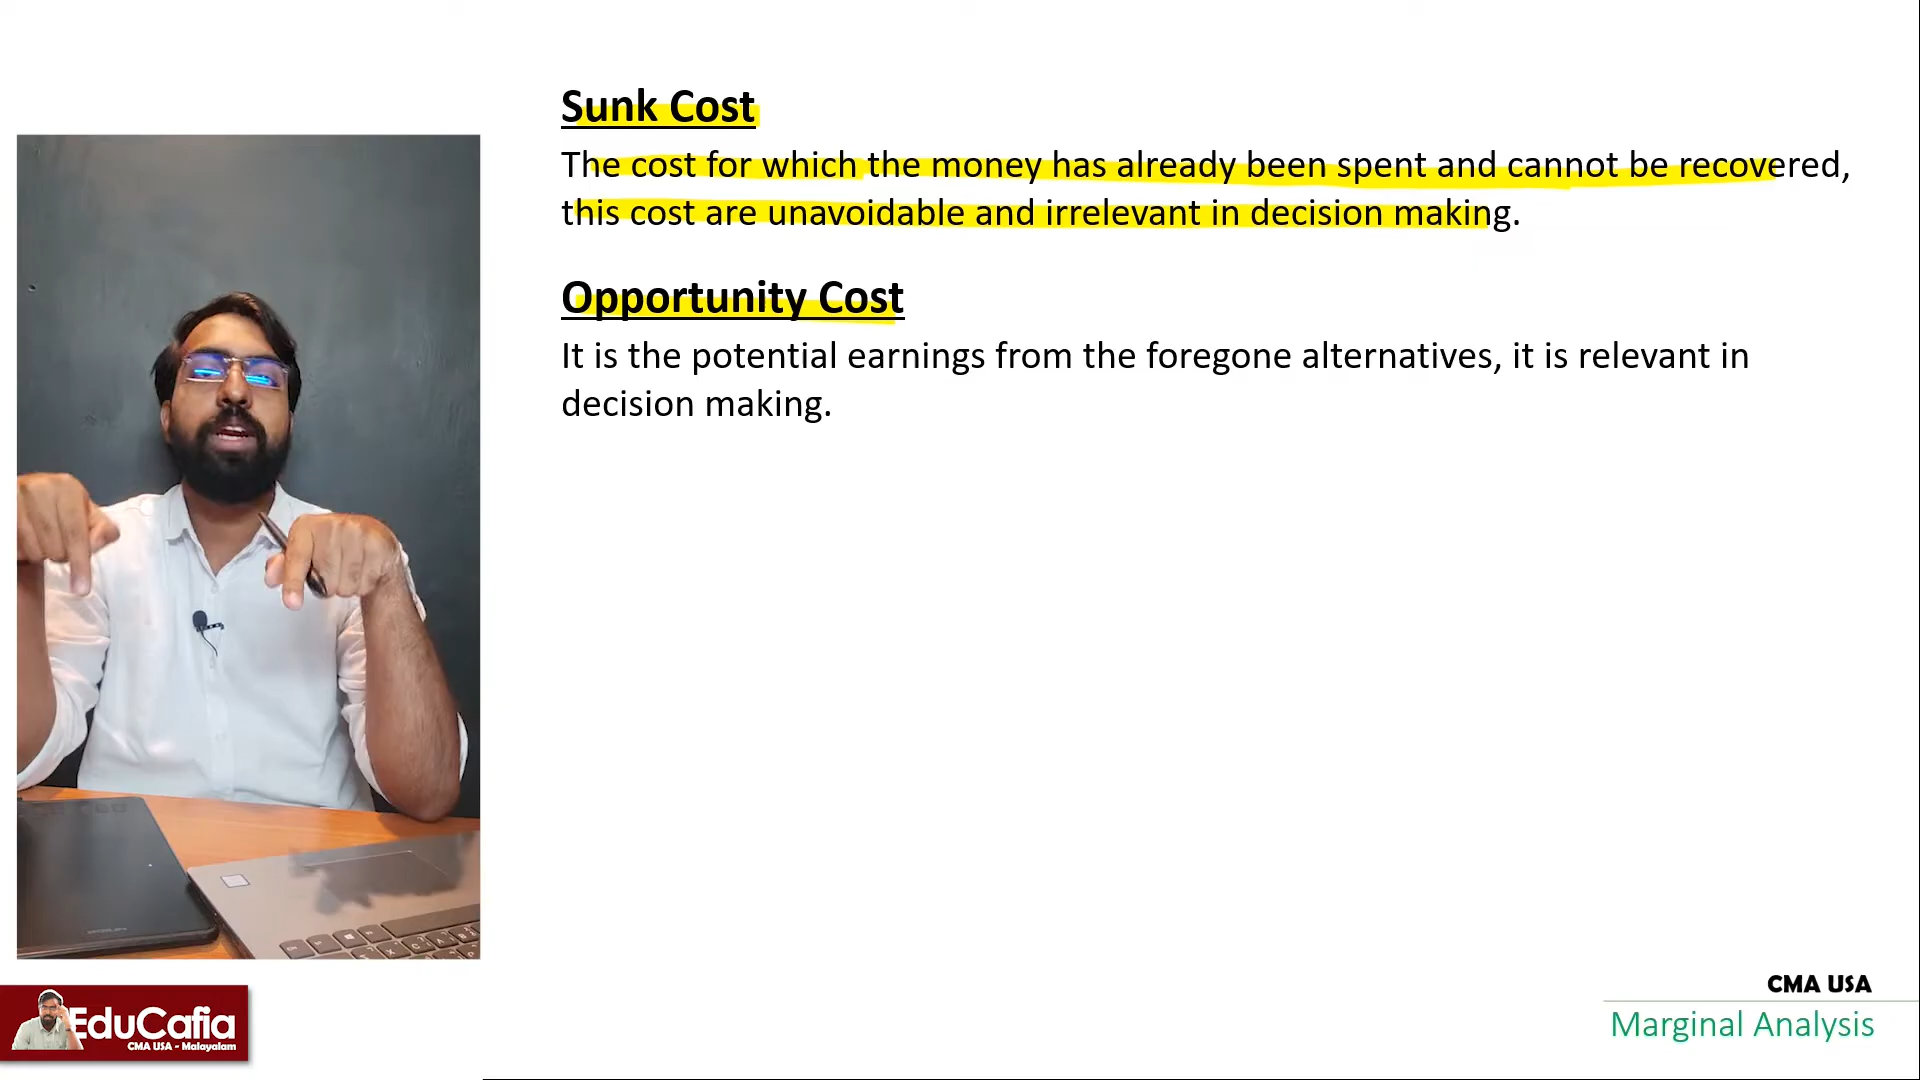 Sunk Cost
The cost for which the money has already been spent and cannot be recovered,
this cost are unavoidable and irrelevant in decision making.
Opportunity Cost
It is the potential earnings from the foregone alternatives, it is relevant in
decision making.
EduCafia
CMA USA - Malayalam
CMA USA
Marginal Analysis